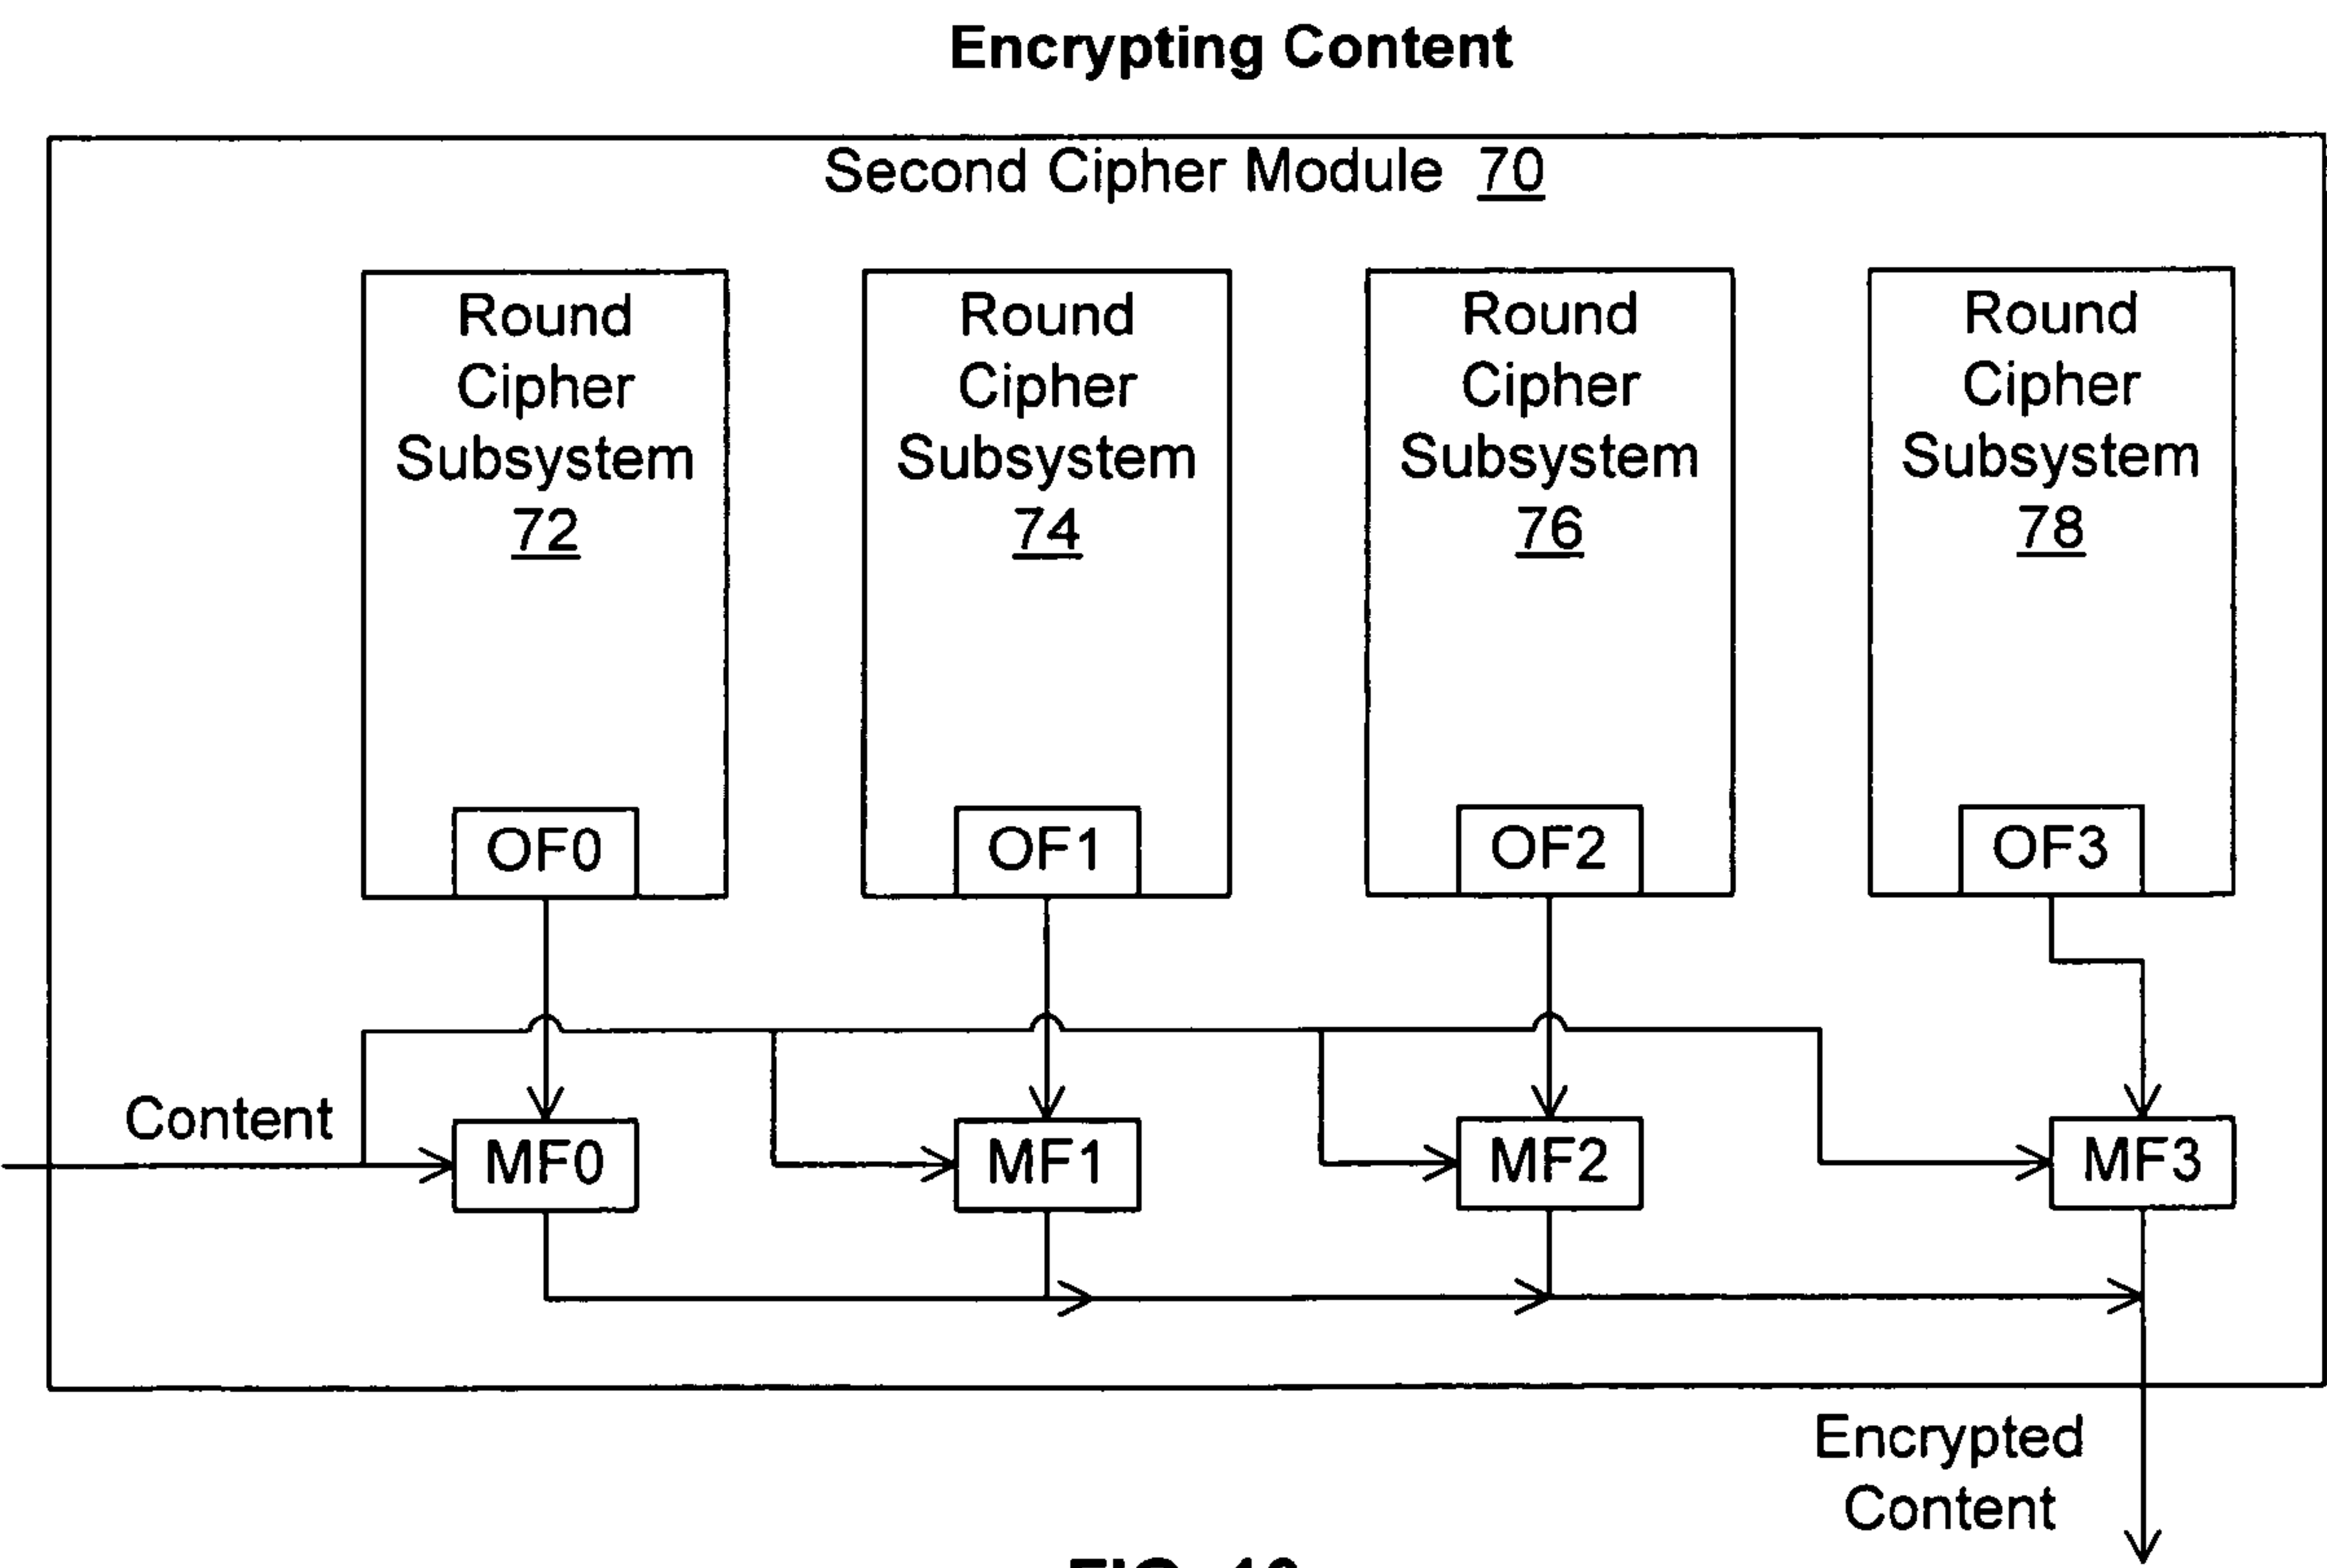 Encrypting Content
Second Cipher Module 70
Round
Cipher
Subsystem
72
Round
Cipher
Subsystem
74
Round
Cipher
Subsystem
76
Round
Cipher
Subsystem
78
OF0
OF1
OF2
OF3
Content
MF0
MF1
MF2
MF3
Encrypted
Content